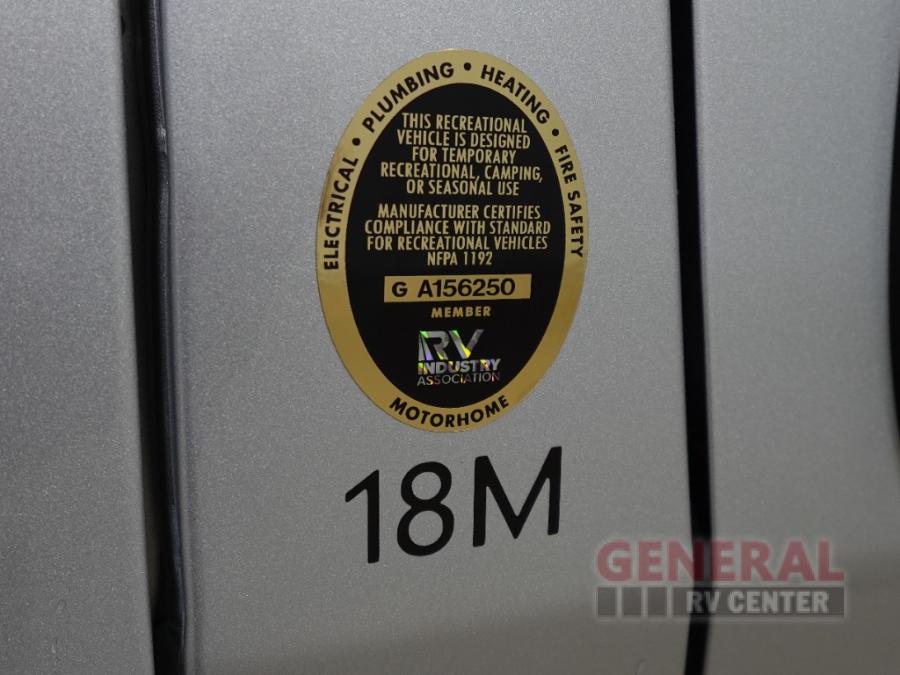 ELECTRICAL • PLUMBING • HEATING • FIRE SAFETY
THIS RECREATIONAL
VEHICLE IS DESIGNED
FOR TEMPORARY
RECREATIONAL, CAMPING,
OR SEASONAL USE
MANUFACTURER CERTIFIES
COMPLIANCE WITH STANDARD
FOR RECREATIONAL VEHICLES
NFPA 1192
G A156250
MEMBER
RV
INDUSTRY
ASSOCIATION
MOTORHOME
18M
GENERAL
RV CENTER